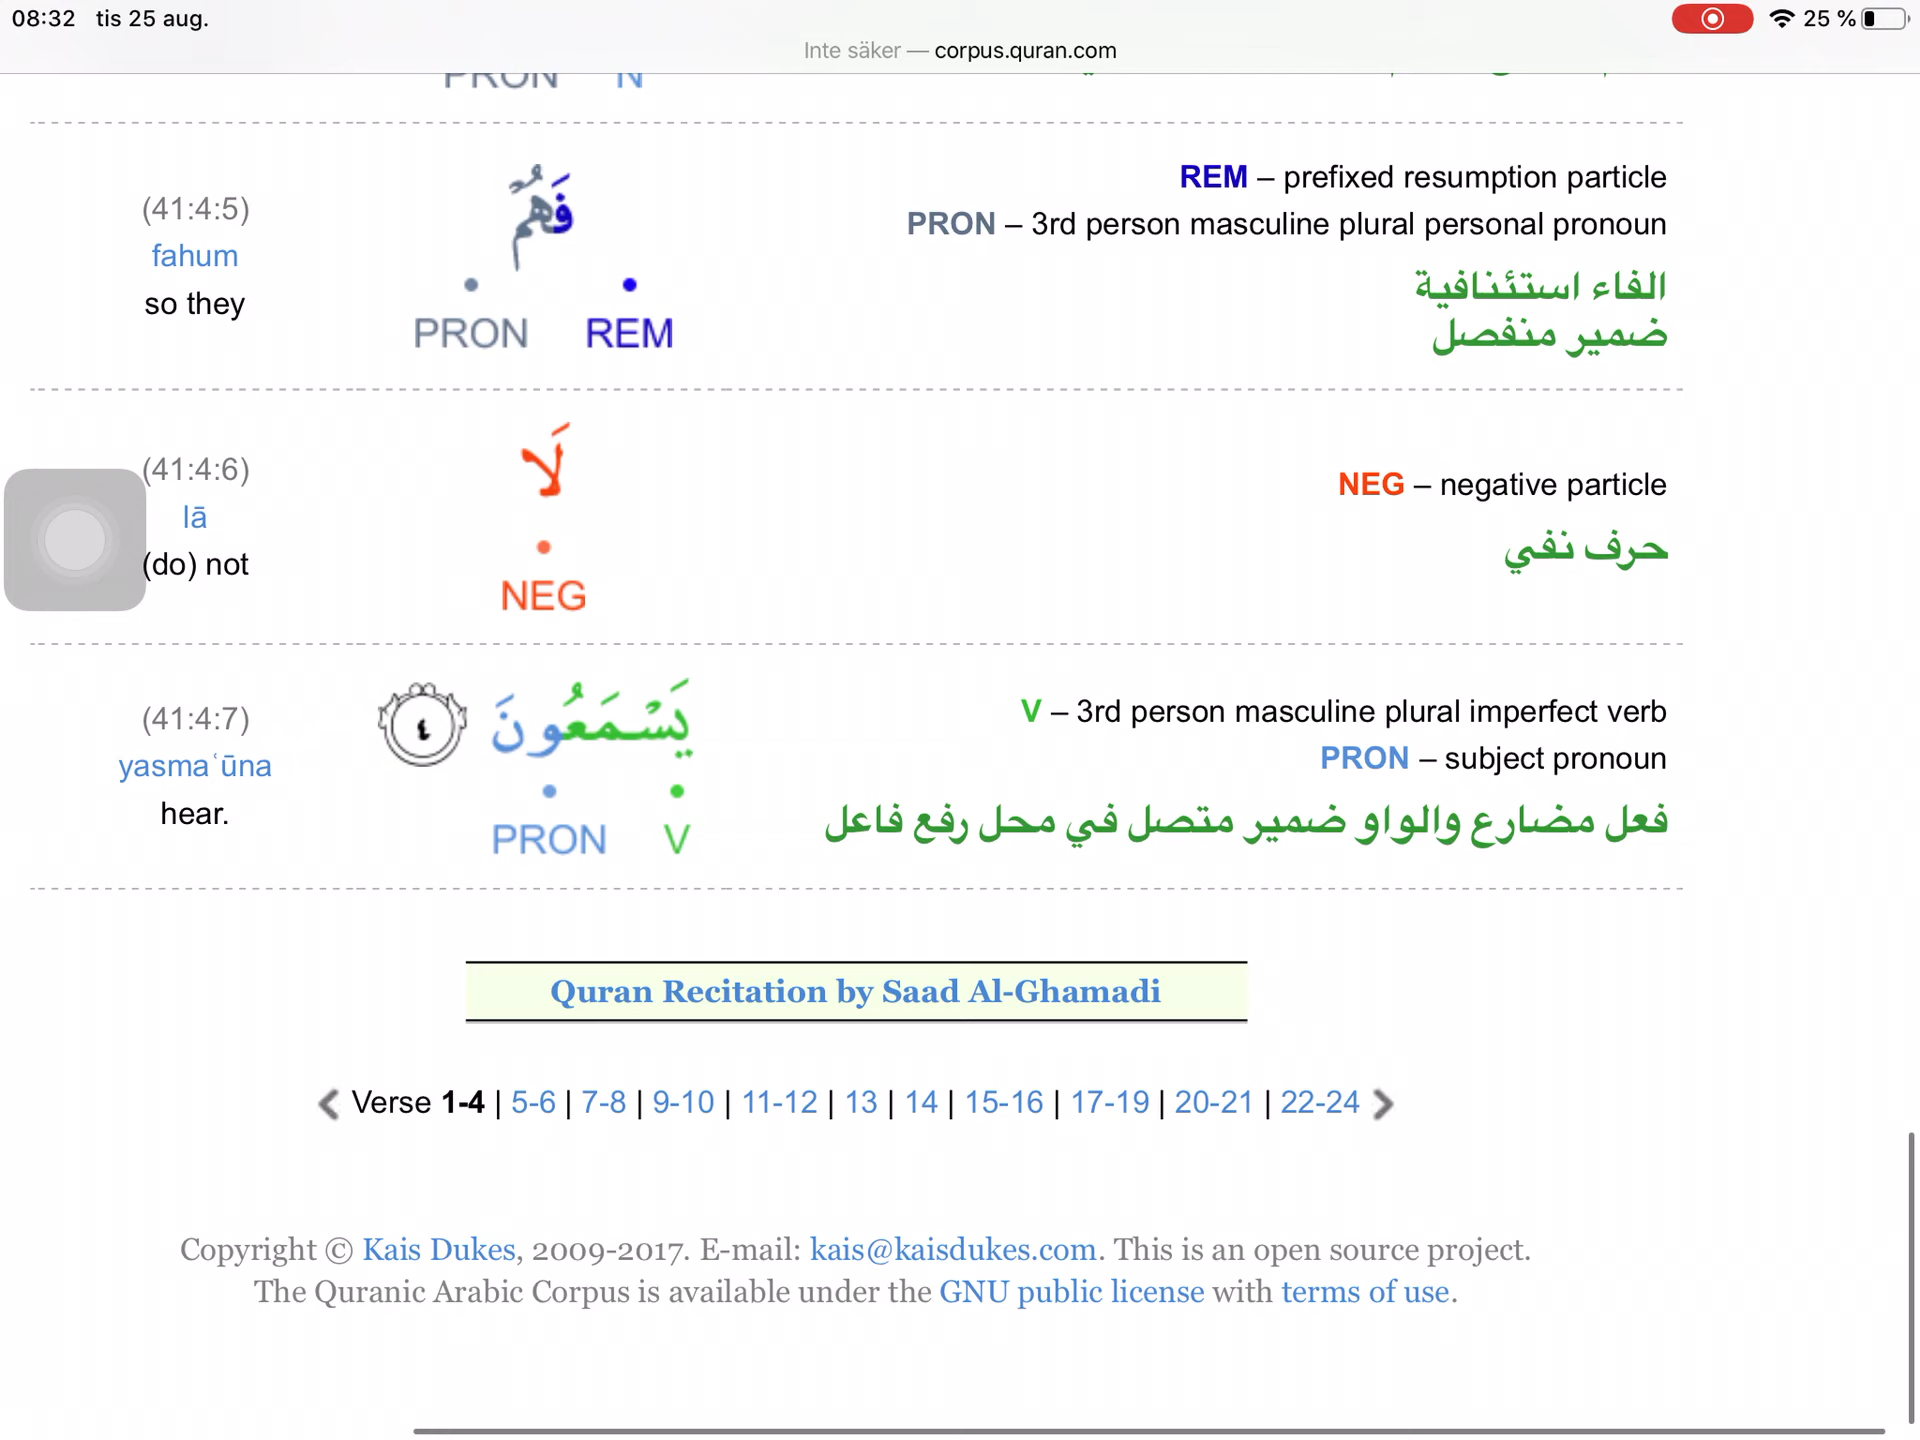 08:32 tis 25 aug.
25 %
Inte säker — corpus.quran.com
PRON N
(41:4:5)
fahum
so they
فَهُمْ
PRON REM
REM – prefixed resumption particle
PRON – 3rd person masculine plural personal pronoun
الفاء استئنافية
ضمير منفصل
(41:4:6)
lā
(do) not
لَا
NEG
NEG – negative particle
حرف نفي
(41:4:7)
yasmaʿūna
hear.
يَسْمَعُونَ ٤
PRON V
V – 3rd person masculine plural imperfect verb
PRON – subject pronoun
فعل مضارع والواو ضمير متصل في محل رفع فاعل
Quran Recitation by Saad Al-Ghamadi
Verse 1-4 | 5-6 | 7-8 | 9-10 | 11-12 | 13 | 14 | 15-16 | 17-19 | 20-21 | 22-24
Copyright © Kais Dukes, 2009-2017. E-mail: kais@kaisdukes.com. This is an open source project.
The Quranic Arabic Corpus is available under the GNU public license with terms of use.